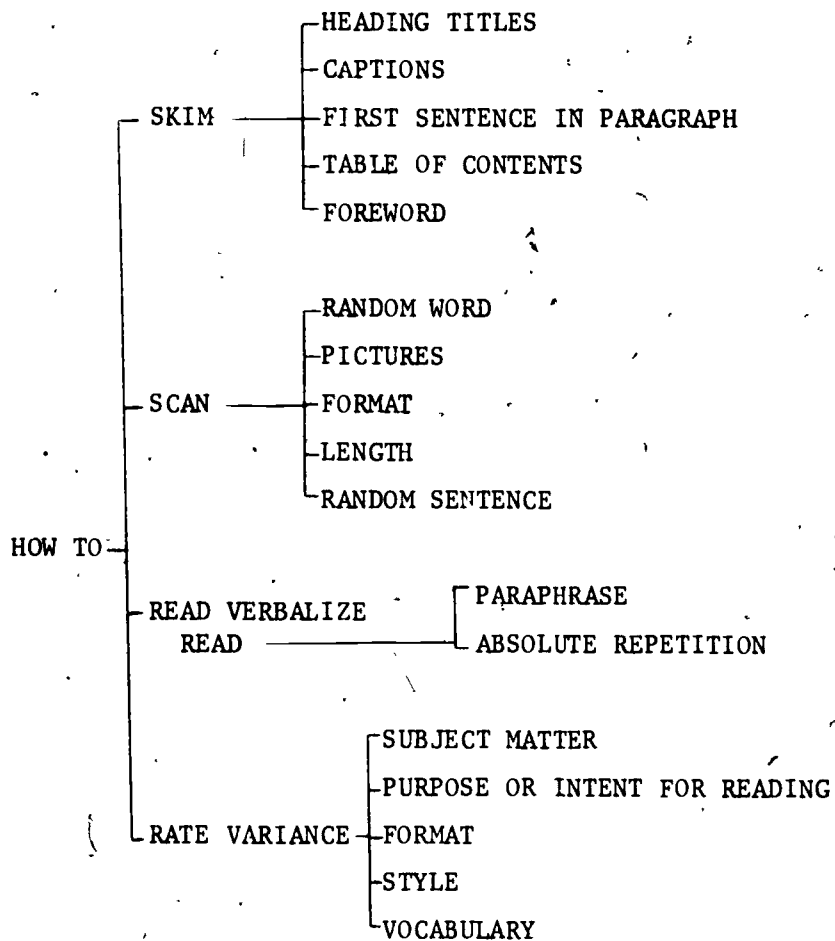 HEADING TITLES
CAPTIONS
SKIM
FIRST SENTENCE IN PARAGRAPH
TABLE OF CONTENTS
FOREWORD
RANDOM WORD
PICTURES
SCAN
FORMAT
LENGTH
RANDOM SENTENCE
HOW TO
READ VERBALIZE
READ
PARAPHRASE
ABSOLUTE REPETITION
SUBJECT MATTER
PURPOSE OR INTENT FOR READING
RATE VARIANCE
FORMAT
STYLE
VOCABULARY